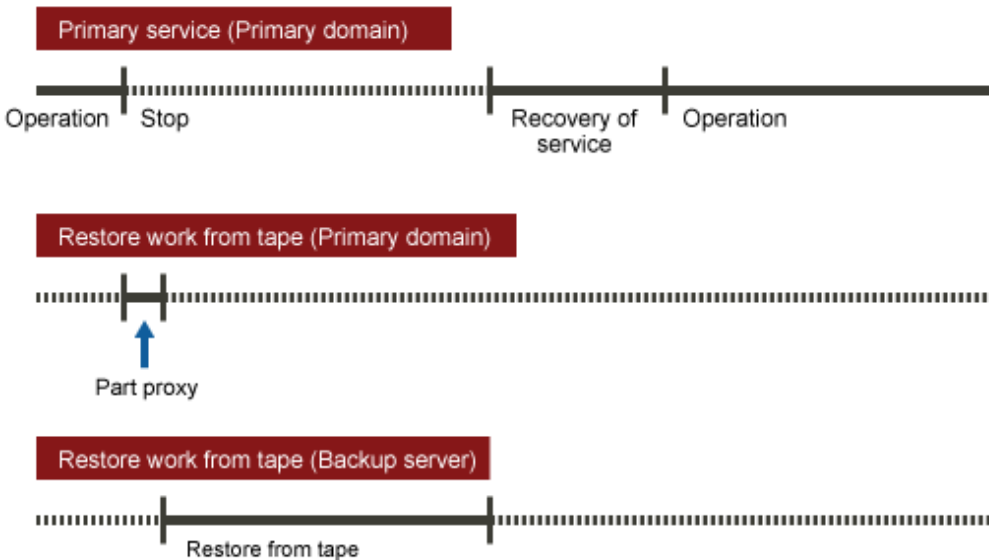 Primary service (Primary domain)
Operation
Stop
Recovery of
service
Operation
Restore work from tape (Primary domain)
Part proxy
Restore work from tape (Backup server)
Restore from tape